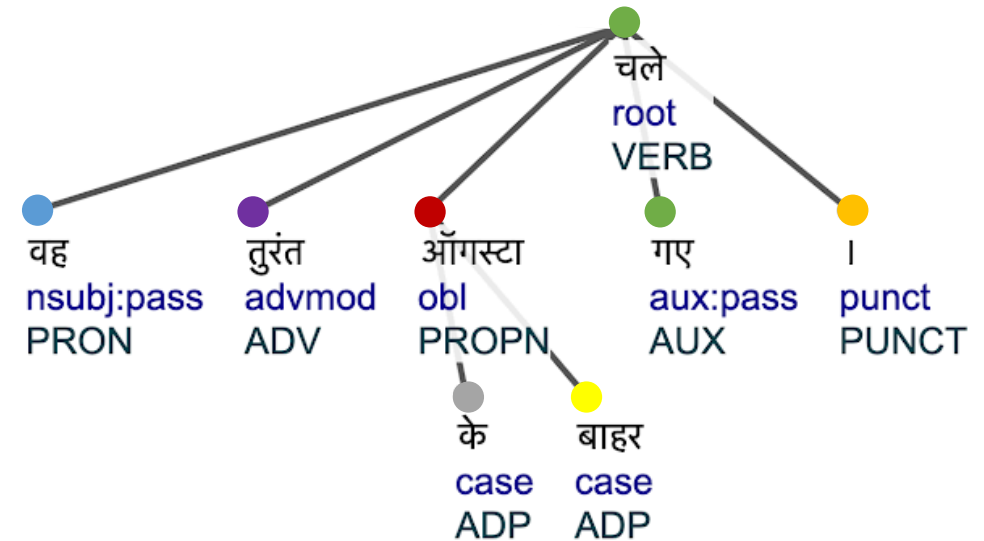 चले
root
VERB
वह तुरंत ऑगस्टा गए ।
nsubj:pass advmod obl aux:pass punct
PRON ADV PROPN AUX PUNCT
के बाहर
case case
ADP ADP